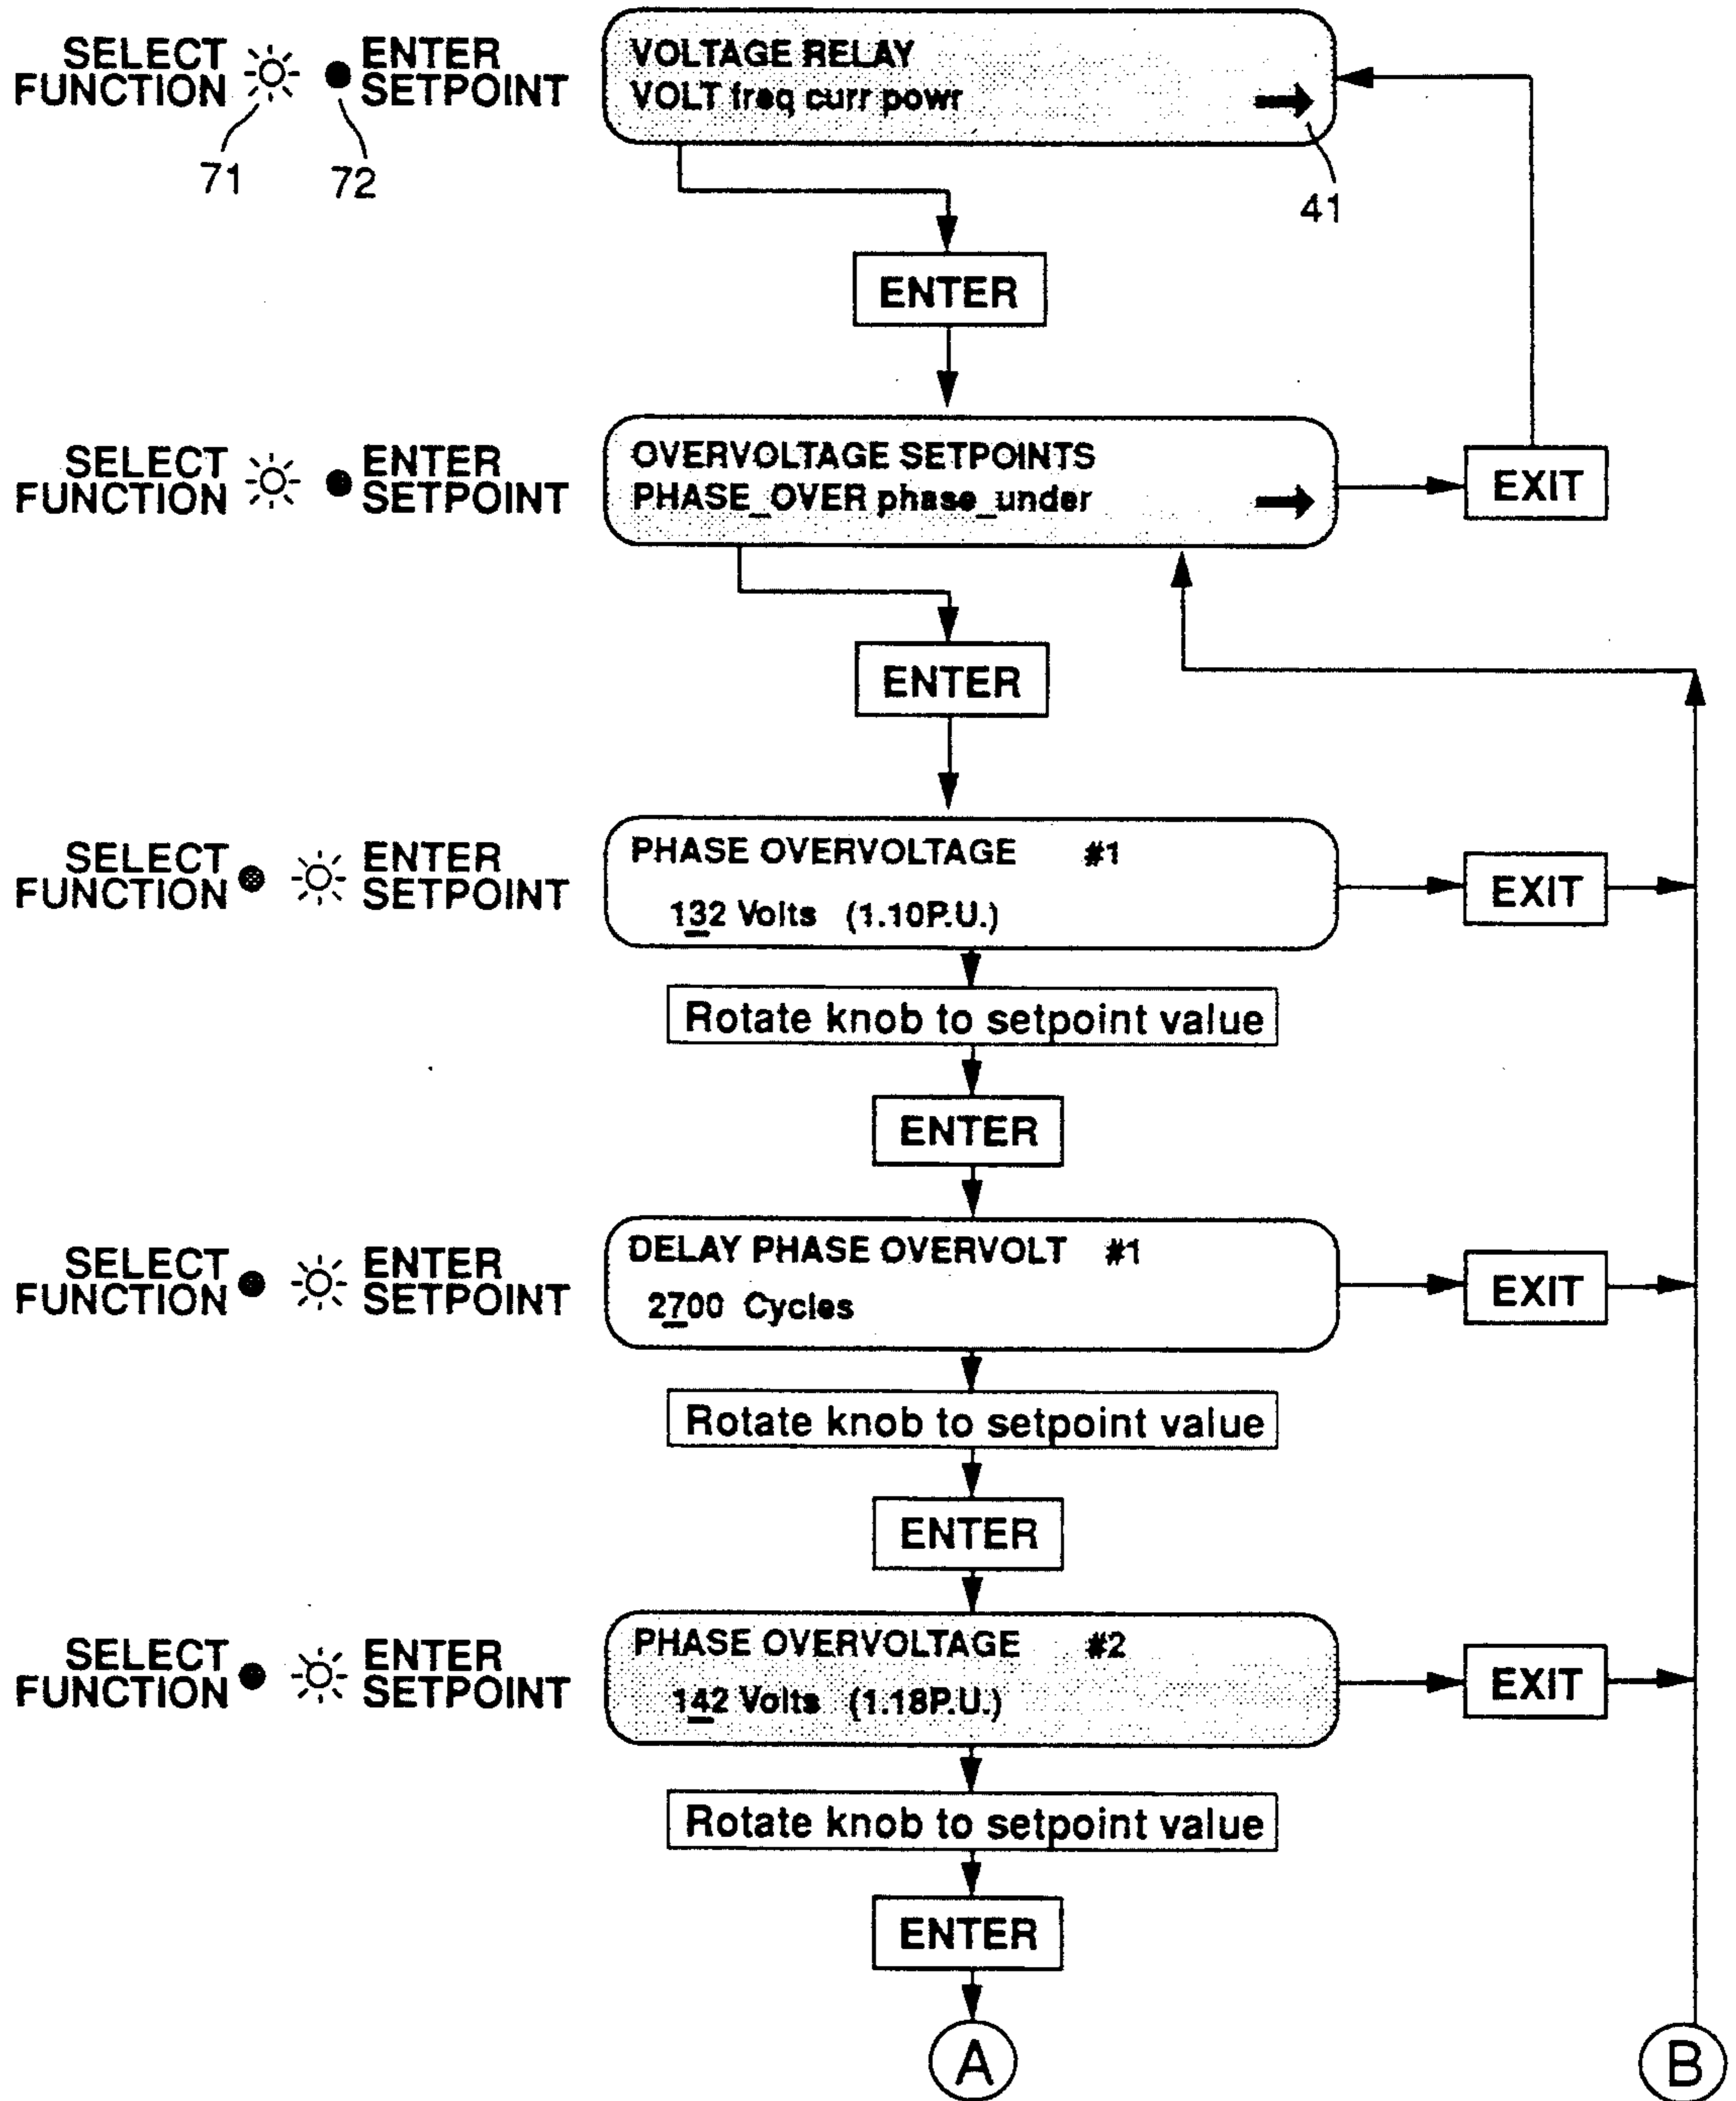 SELECT FUNCTION
ENTER SETPOINT
71
72
VOLTAGE RELAY
VOLT freq curr powr
41
ENTER
SELECT FUNCTION
ENTER SETPOINT
OVERVOLTAGE SETPOINTS
PHASE_OVER phase_under
EXIT
ENTER
SELECT FUNCTION
ENTER SETPOINT
PHASE OVERVOLTAGE #1
132 Volts (1.10P.U.)
EXIT
Rotate knob to setpoint value
ENTER
SELECT FUNCTION
ENTER SETPOINT
DELAY PHASE OVERVOLT #1
2700 Cycles
EXIT
Rotate knob to setpoint value
ENTER
SELECT FUNCTION
ENTER SETPOINT
PHASE OVERVOLTAGE #2
142 Volts (1.18P.U.)
EXIT
Rotate knob to setpoint value
ENTER
A
B